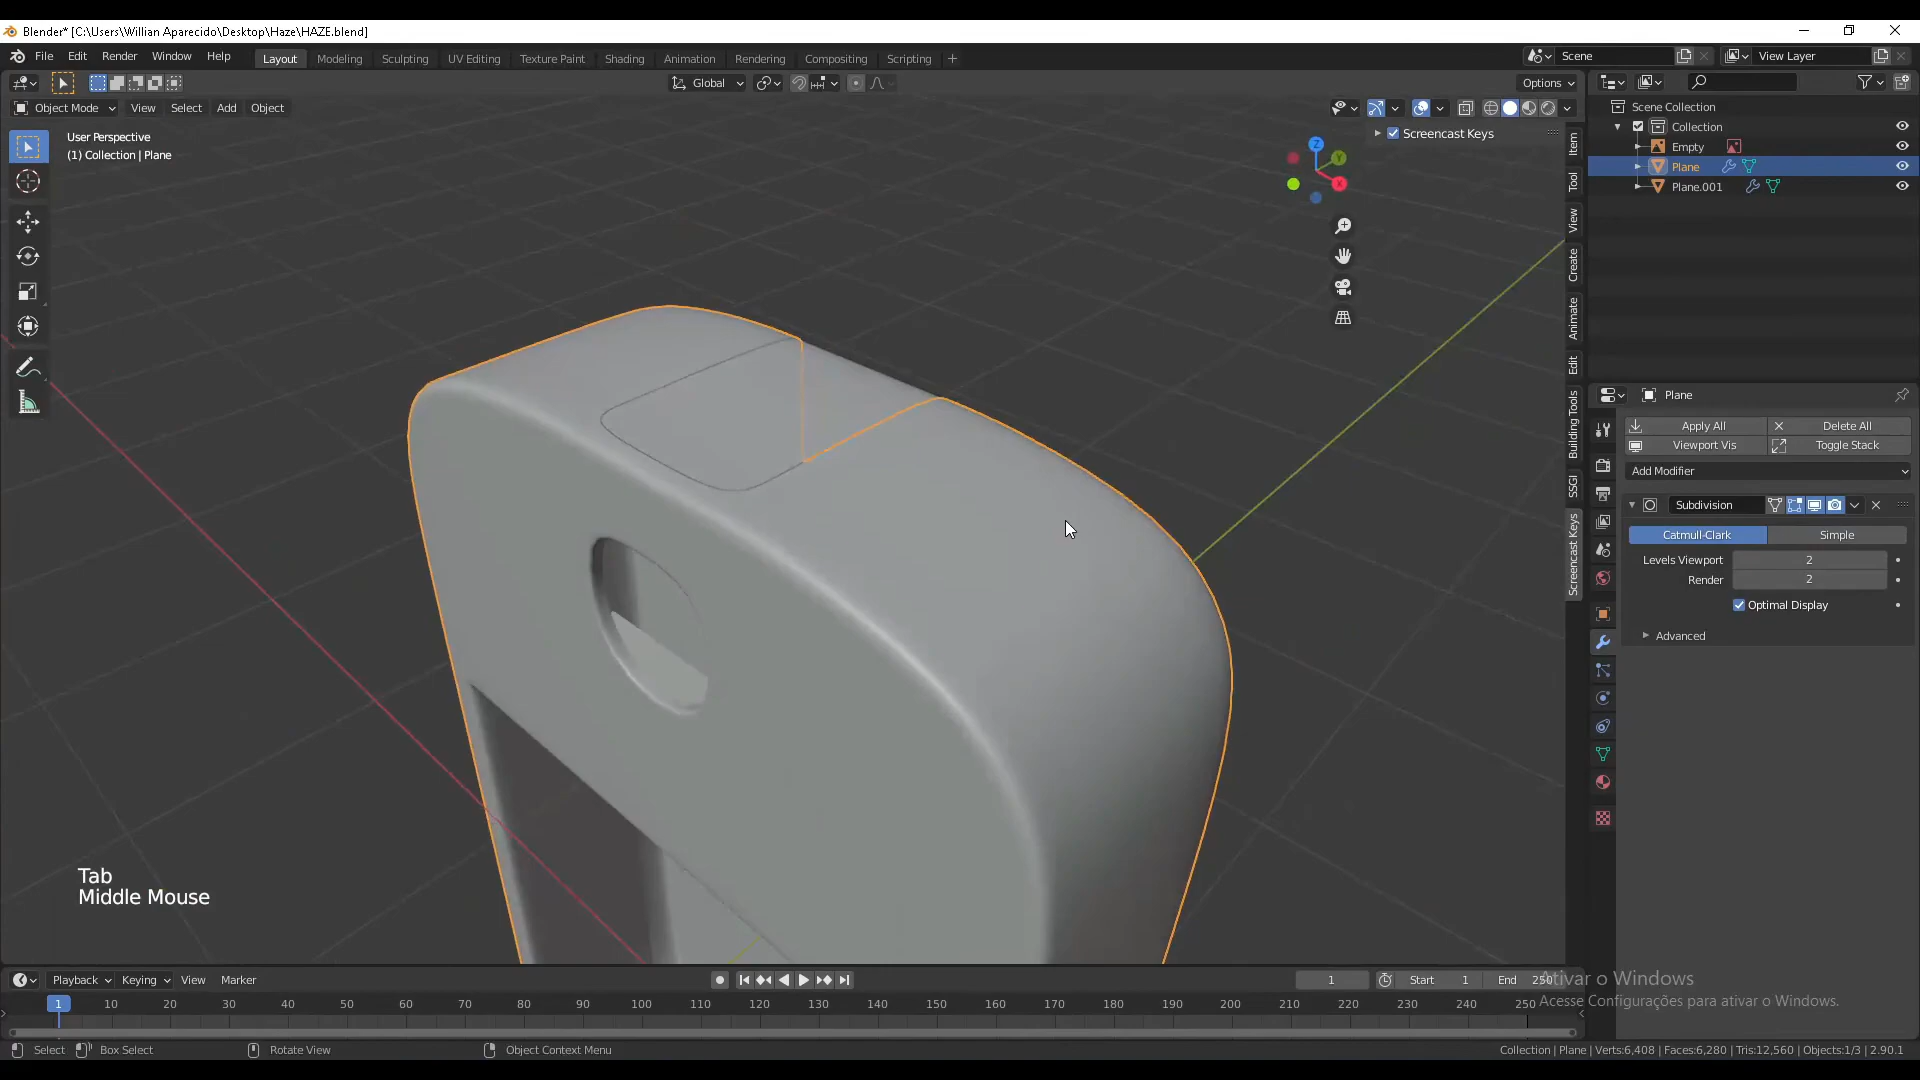 Blender* [C:\Users\Willian Aparecido\Desktop\Haze\HAZE.blend]
File Edit Render Window Help Layout Modeling Sculpting UV Editing Texture Paint Shading Animation Rendering Compositing Scripting Scene View Layer
Global Options
Object Mode View Select Add Object
User Perspective
(1) Collection | Plane
Screencast Keys
Z
Y
X
Item
Tool
View
Create
Animate
Edit
Building Tools
SSGI
Screencast Keys
Scene Collection
Collection
Empty
Plane
Plane.001
Plane
Apply All Delete All
Viewport Vis Toggle Stack
Add Modifier
Subdivision
Catmull-Clark Simple
Levels Viewport 2
Render 2
Optimal Display
Advanced
Tab
Middle Mouse
Ativar o Windows
Acesse Configurações para ativar o Windows.
Playback Keying View Marker 1 Start 1 End 250
1 10 20 30 40 50 60 70 80 90 100 110 120 130 140 150 160 170 180 190 200 210 220 230 240 250
Select Box Select Rotate View Object Context Menu Collection | Plane | Verts:6,408 | Faces:6,280 | Tris:12,560 | Objects:1/3 | 2.90.1